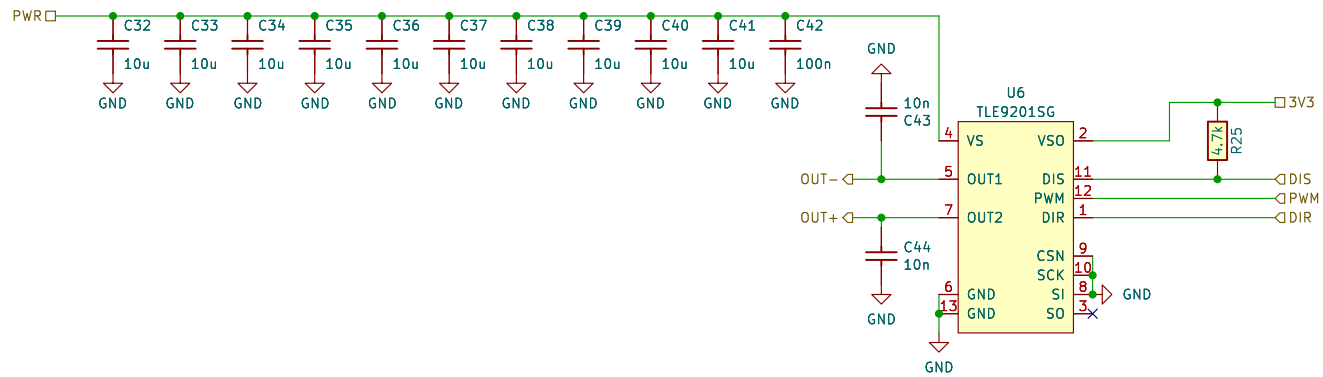 PWR
C32 C33 C34 C35 C36 C37 C38 C39 C40 C41 C42
10u 10u 10u 10u 10u 10u 10u 10u 10u 10u 100n
GND GND GND GND GND GND GND GND GND GND GND
GND
10n
C43
U6
TLE9201SG
3V3
4.7k
R25
4 VS VSO 2
OUT- 5 OUT1 DIS 11 DIS
PWM 12 PWM
OUT+ 7 OUT2 DIR 1 DIR
C44
10n
GND
CSN 9
SCK 10
6 GND SI 8 GND
13 GND SO 3
GND